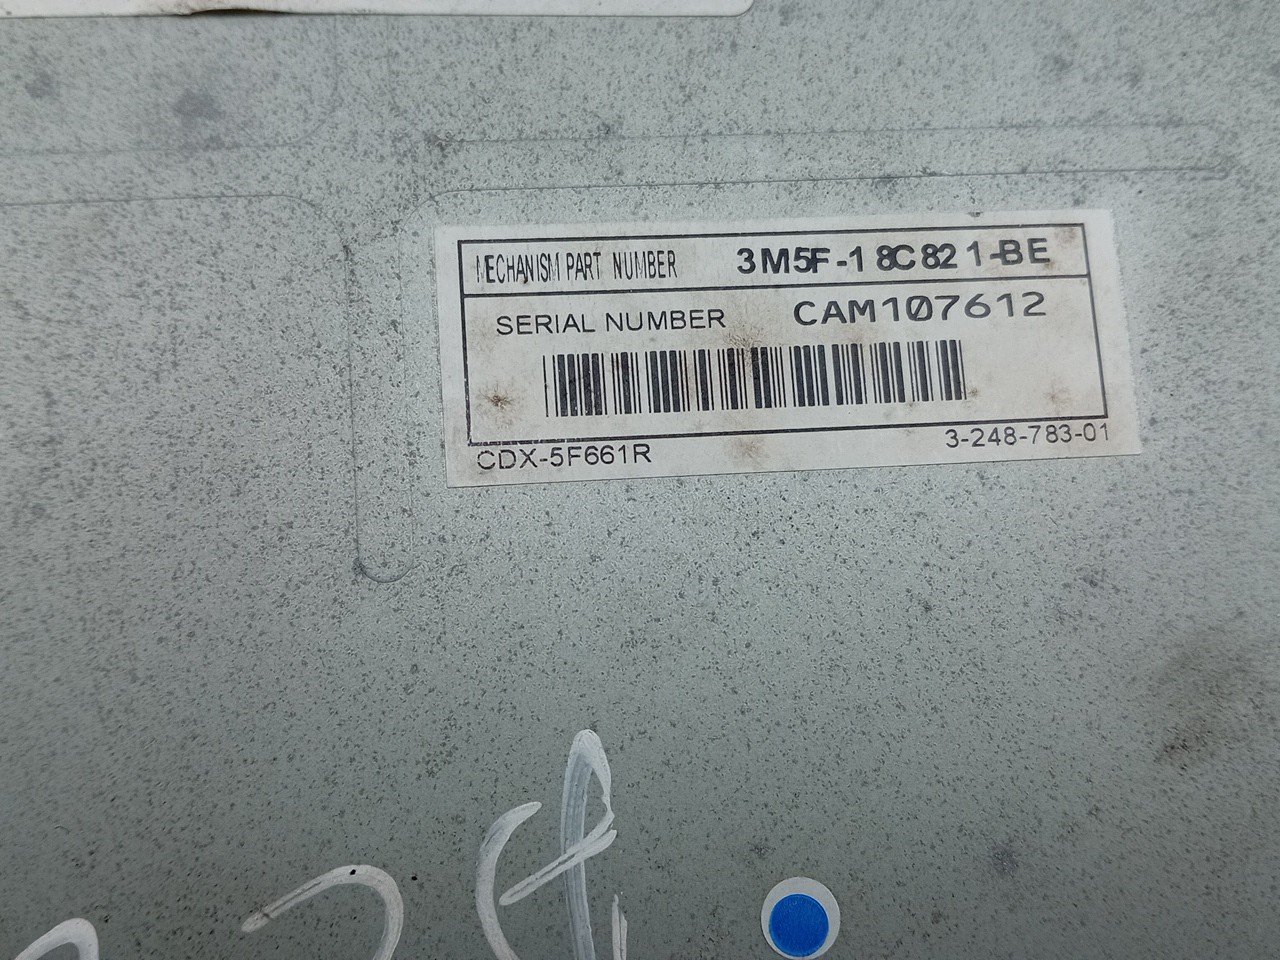 MECHANISM PART NUMBER 3M5F-18C821-BE
SERIAL NUMBER CAM107612
CDX-5F661R 3-248-783-01